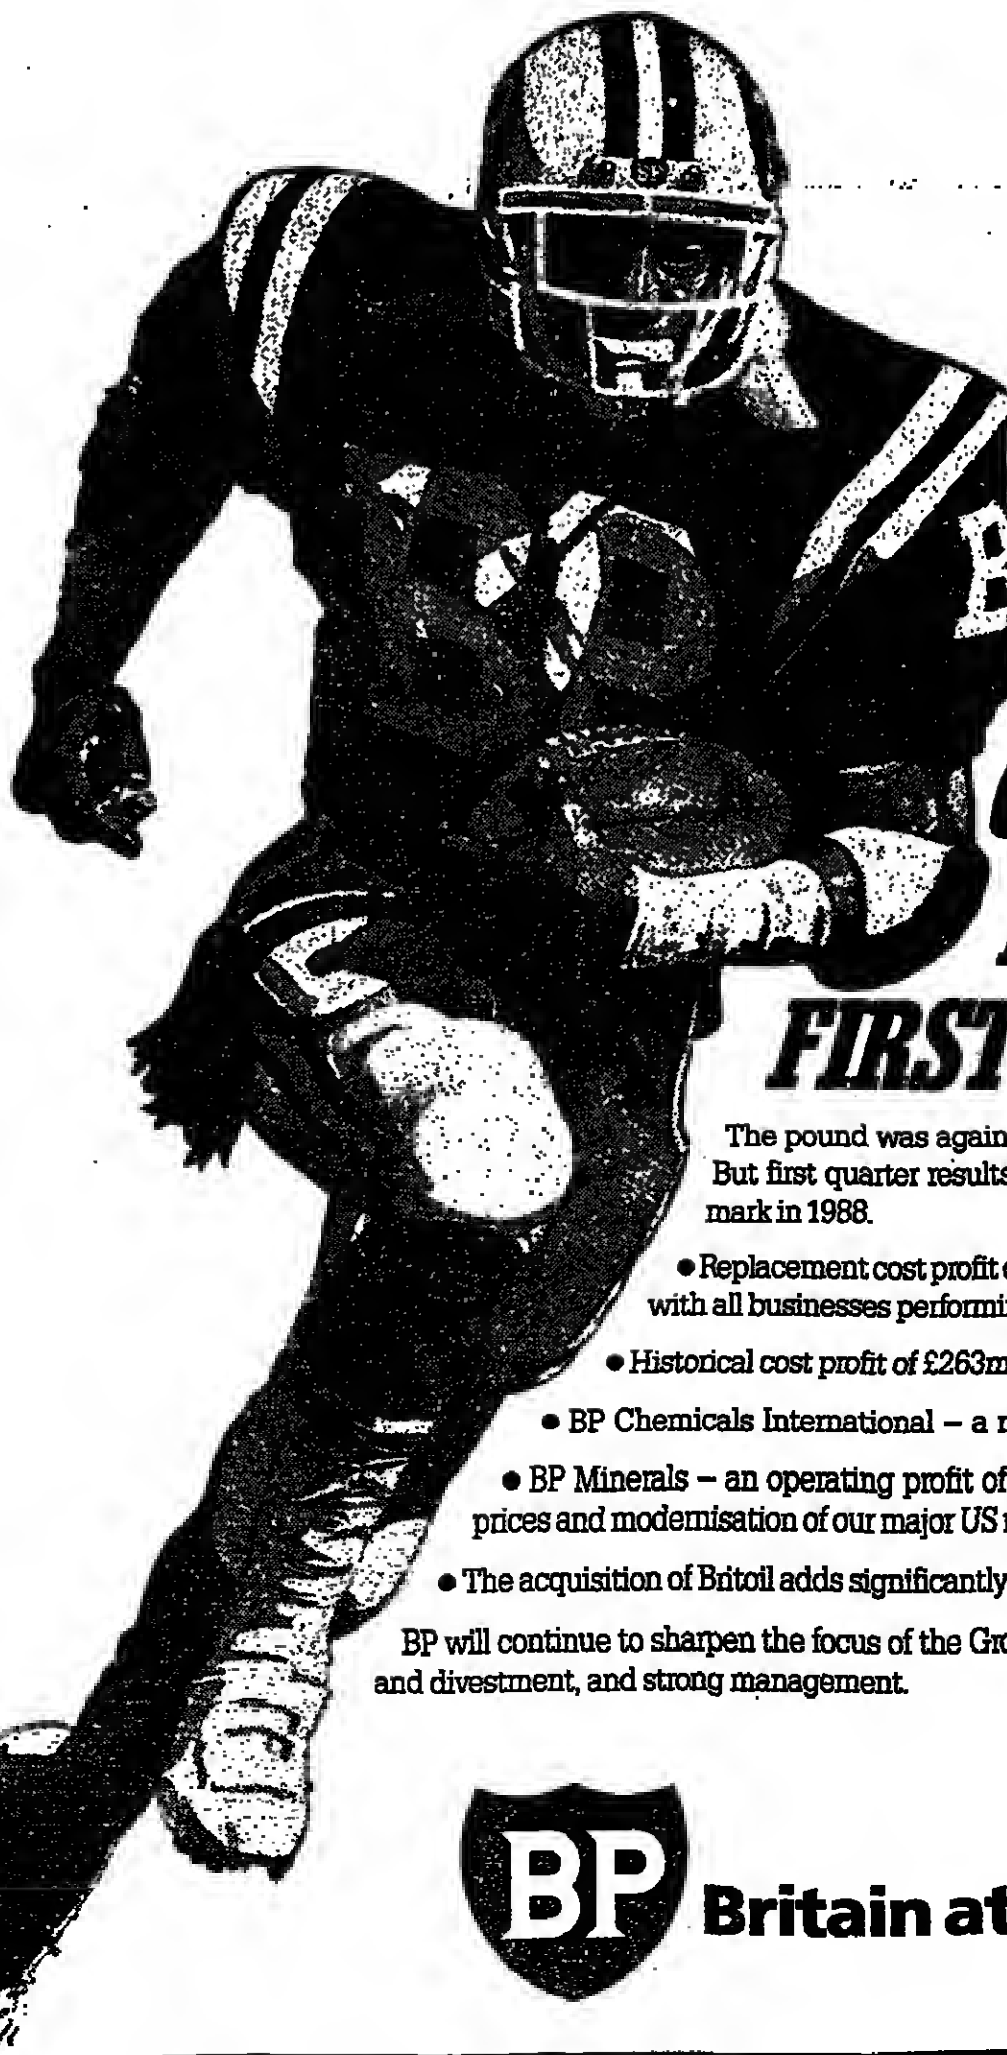 FIRST
The pound was again
But first quarter results
mark in 1988.
● Replacement cost profit
with all businesses performi
● Historical cost profit of £263m
● BP Chemicals International – a r
● BP Minerals – an operating profit of
prices and modernisation of our major US
● The acquisition of Britoil adds significantly
BP will continue to sharpen the focus of the Gro
and divestment, and strong management.
BP
Britain at